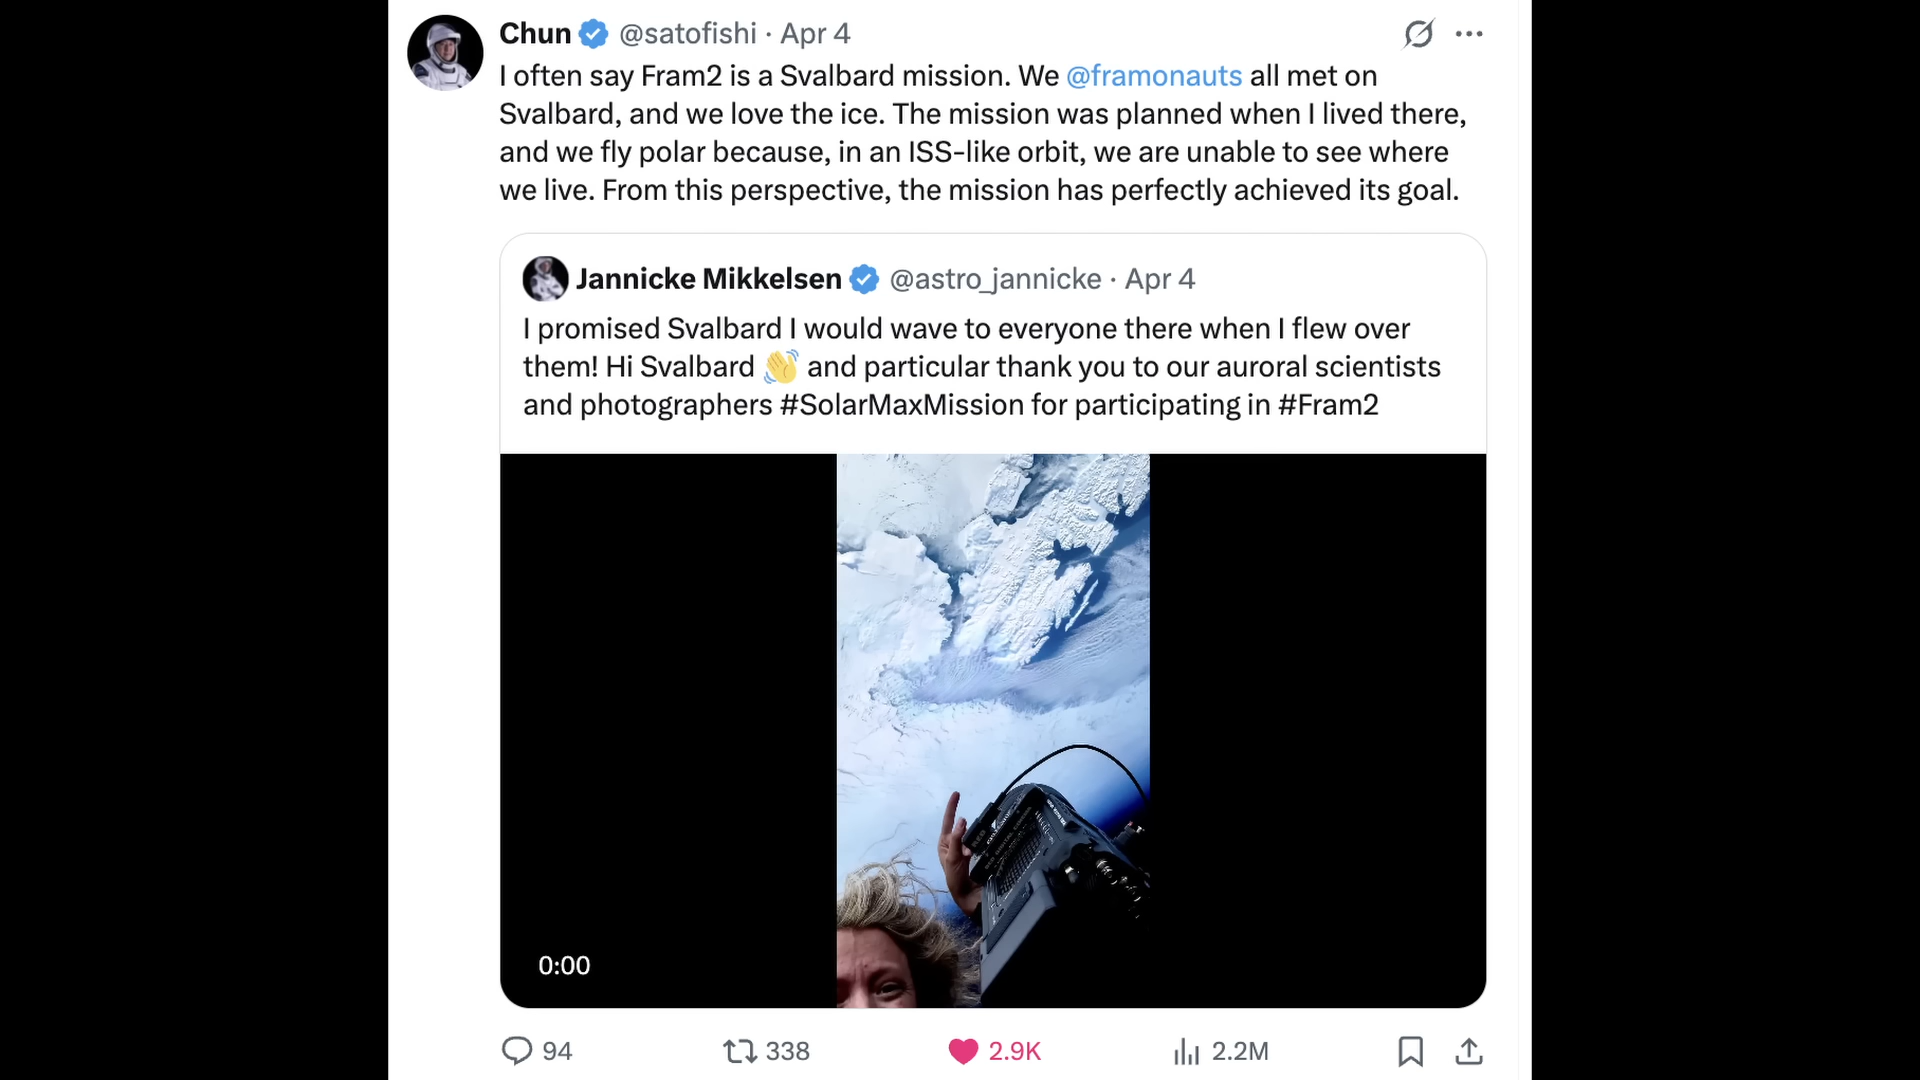 Chun @satofishi · Apr 4
I often say Fram2 is a Svalbard mission. We @framonauts all met on
Svalbard, and we love the ice. The mission was planned when I lived there,
and we fly polar because, in an ISS-like orbit, we are unable to see where
we live. From this perspective, the mission has perfectly achieved its goal.
Jannicke Mikkelsen @astro_jannicke · Apr 4
I promised Svalbard I would wave to everyone there when I flew over
them! Hi Svalbard 👋 and particular thank you to our auroral scientists
and photographers #SolarMaxMission for participating in #Fram2
0:00
94 338 2.9K 2.2M